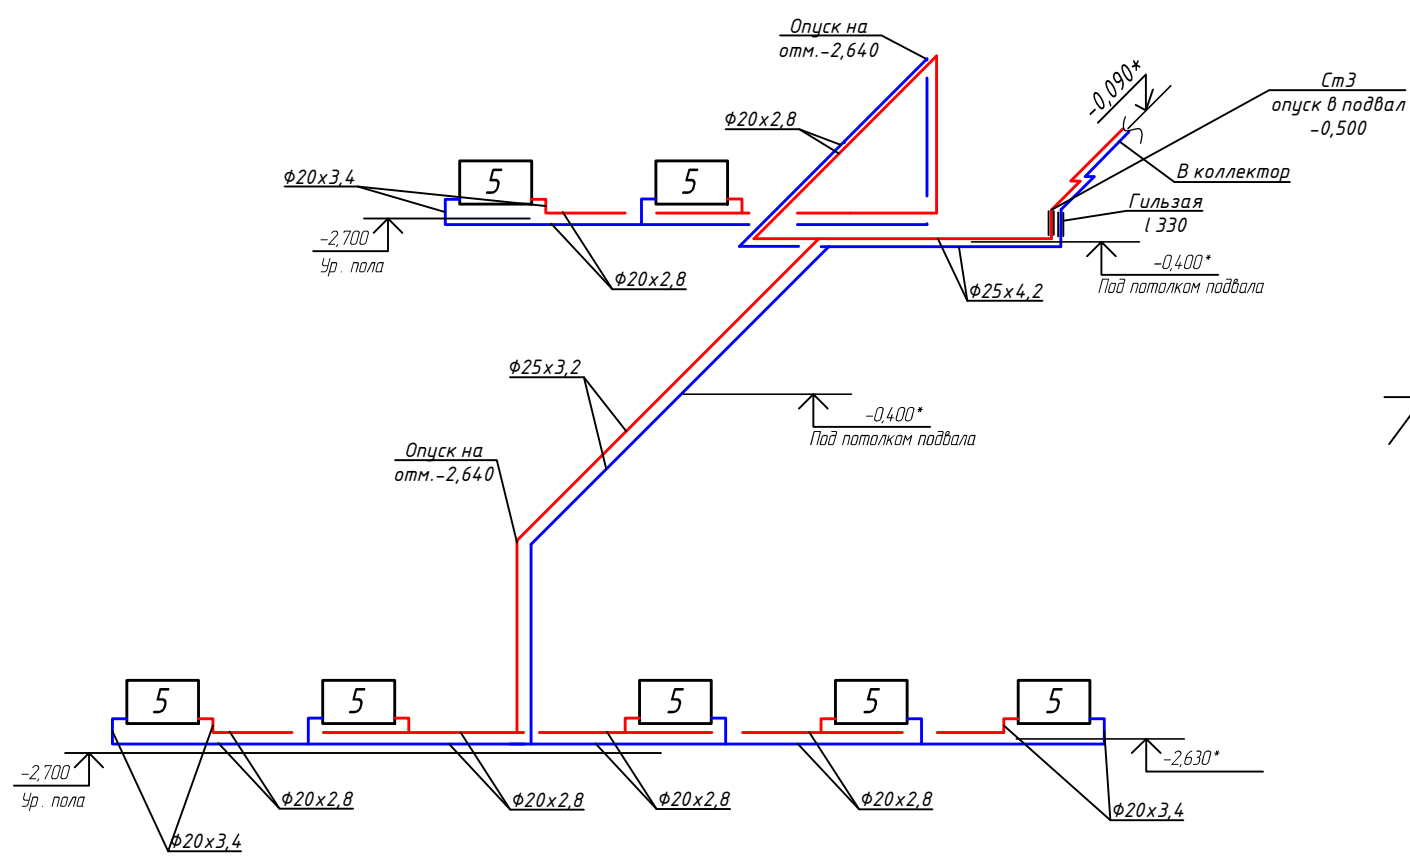 Опуск на
отм.-2,640
-0,090*
Ст3
опуск в подвал
-0,500
Ф20х2,8
В коллектор
Ф20х3,4
5
5
Гильзая
l 330
-2,700
Ур. пола
-0,400*
Под потолком подвала
Ф20х2,8
Ф25х4,2
Ф25х3,2
-0,400*
Под потолком подвала
Опуск на
отм.-2,640
5
5
5
5
5
-2,700
Ур. пола
-2,630*
Ф20х2,8
Ф20х2,8
Ф20х2,8
Ф20х2,8
Ф20х3,4
Ф20х3,4